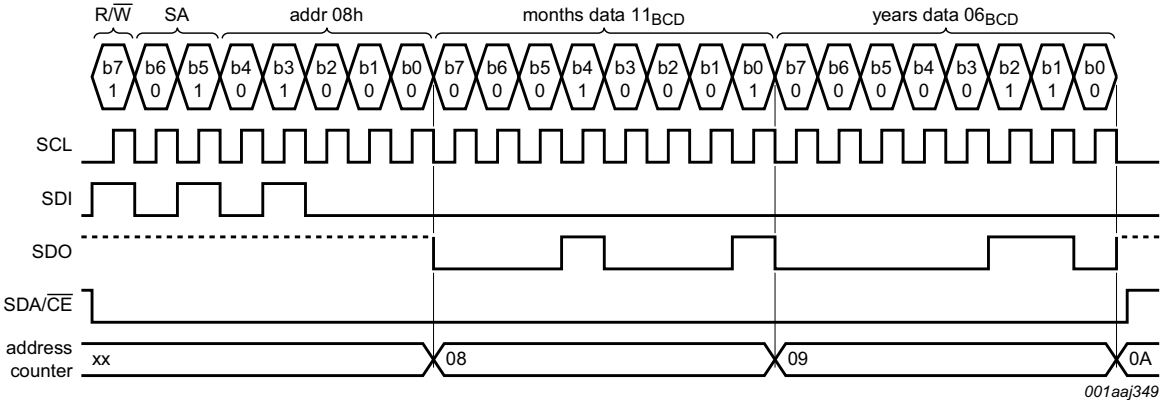 R/W SA addr 08h months data 11BCD years data 06BCD
b7 b6 b5 b4 b3 b2 b1 b0 b7 b6 b5 b4 b3 b2 b1 b0 b7 b6 b5 b4 b3 b2 b1 b0
1 0 1 0 1 0 0 0 0 0 0 1 0 0 0 1 0 0 0 0 0 1 1 0
SCL
SDI
SDO
SDA/CE
address
counter
xx 08 09 0A
001aaj349